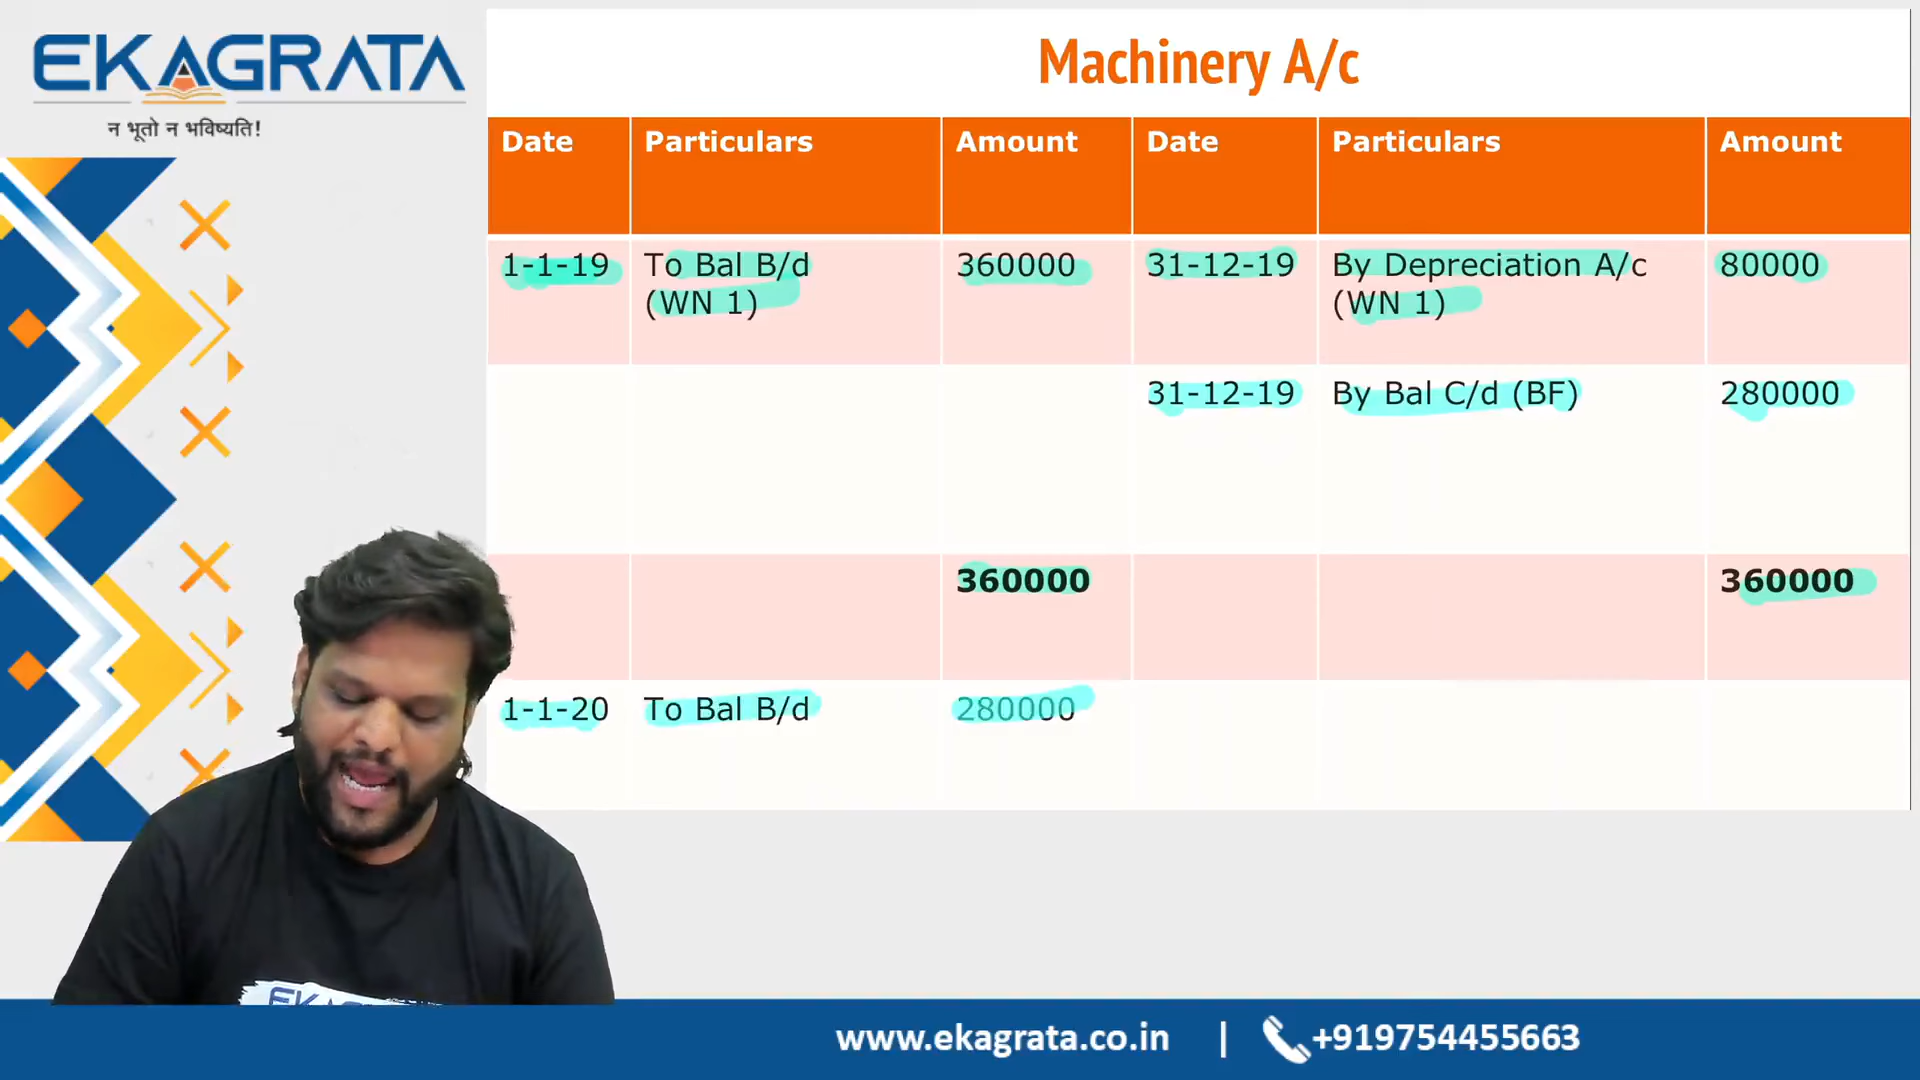 EKAGRATA
न भूतो न भविष्यति!
Machinery A/c
Date Particulars Amount Date Particulars Amount
1-1-19 To Bal B/d 360000 31-12-19 By Depreciation A/c 80000
(WN 1) (WN 1)
31-12-19 By Bal C/d (BF) 280000
360000 360000
1-1-20 To Bal B/d 280000
www.ekagrata.co.in | +919754455663